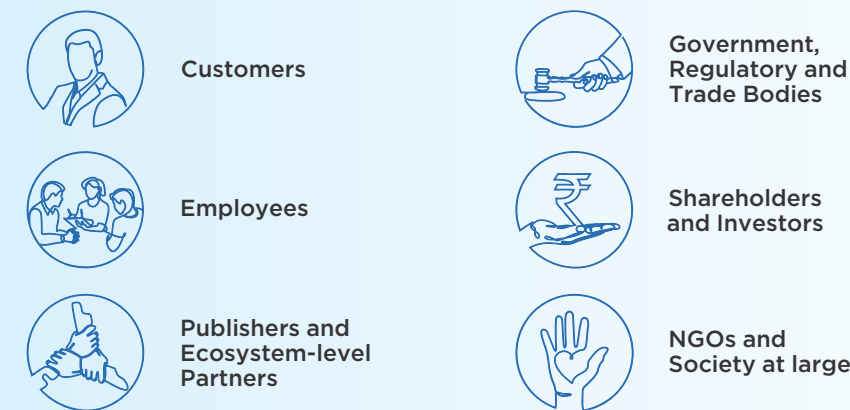 Customers
Government,
Regulatory and
Trade Bodies
Employees
Shareholders
and Investors
Publishers and
Ecosystem-level
Partners
NGOs and
Society at large